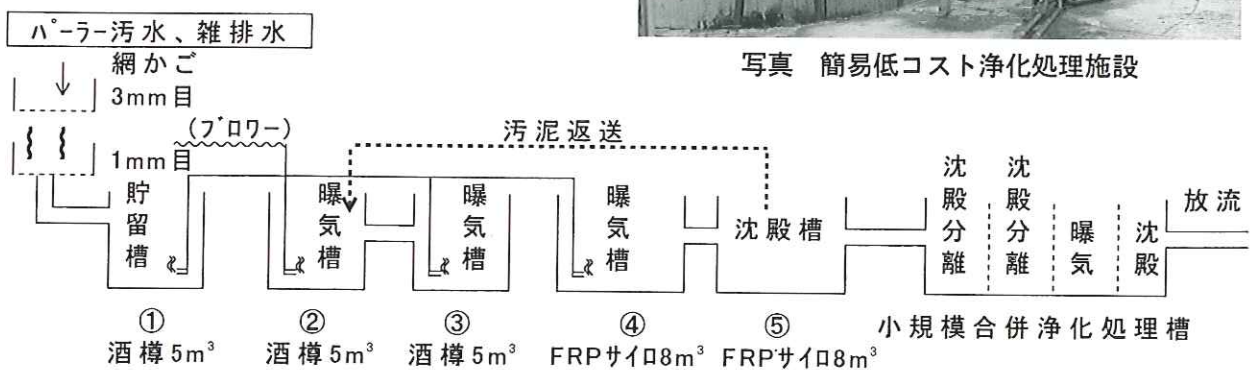 写真 簡易低コスト浄化処理施設
パーラー汚水、雑排水
網かご
3mm目
1mm目
(ブロワー)
汚泥返送
貯留槽
曝気槽
曝気槽
曝気槽
沈殿槽
沈殿分離
沈殿分離
曝気
沈殿
放流
①
酒樽5m³
②
酒樽5m³
③
酒樽5m³
④
FRPサイロ8m³
⑤
FRPサイロ8m³
小規模合併浄化処理槽